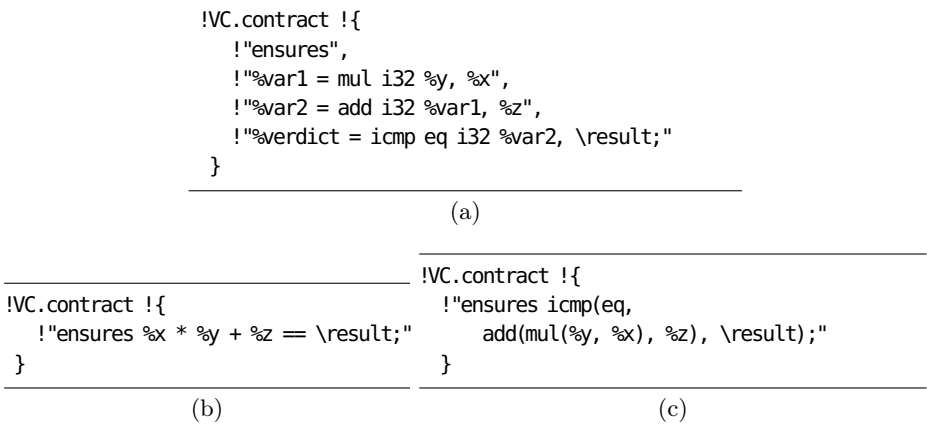 !VC.contract !{
!"ensures",
!"%var1 = mul i32 %y, %x",
!"%var2 = add i32 %var1, %z",
!"%verdict = icmp eq i32 %var2, \result;"
}
(a)
!VC.contract !{
!"ensures %x * %y + %z == \result;"
}
(b)
!VC.contract !{
!"ensures icmp(eq,
add(mul(%y, %x), %z), \result);"
}
(c)